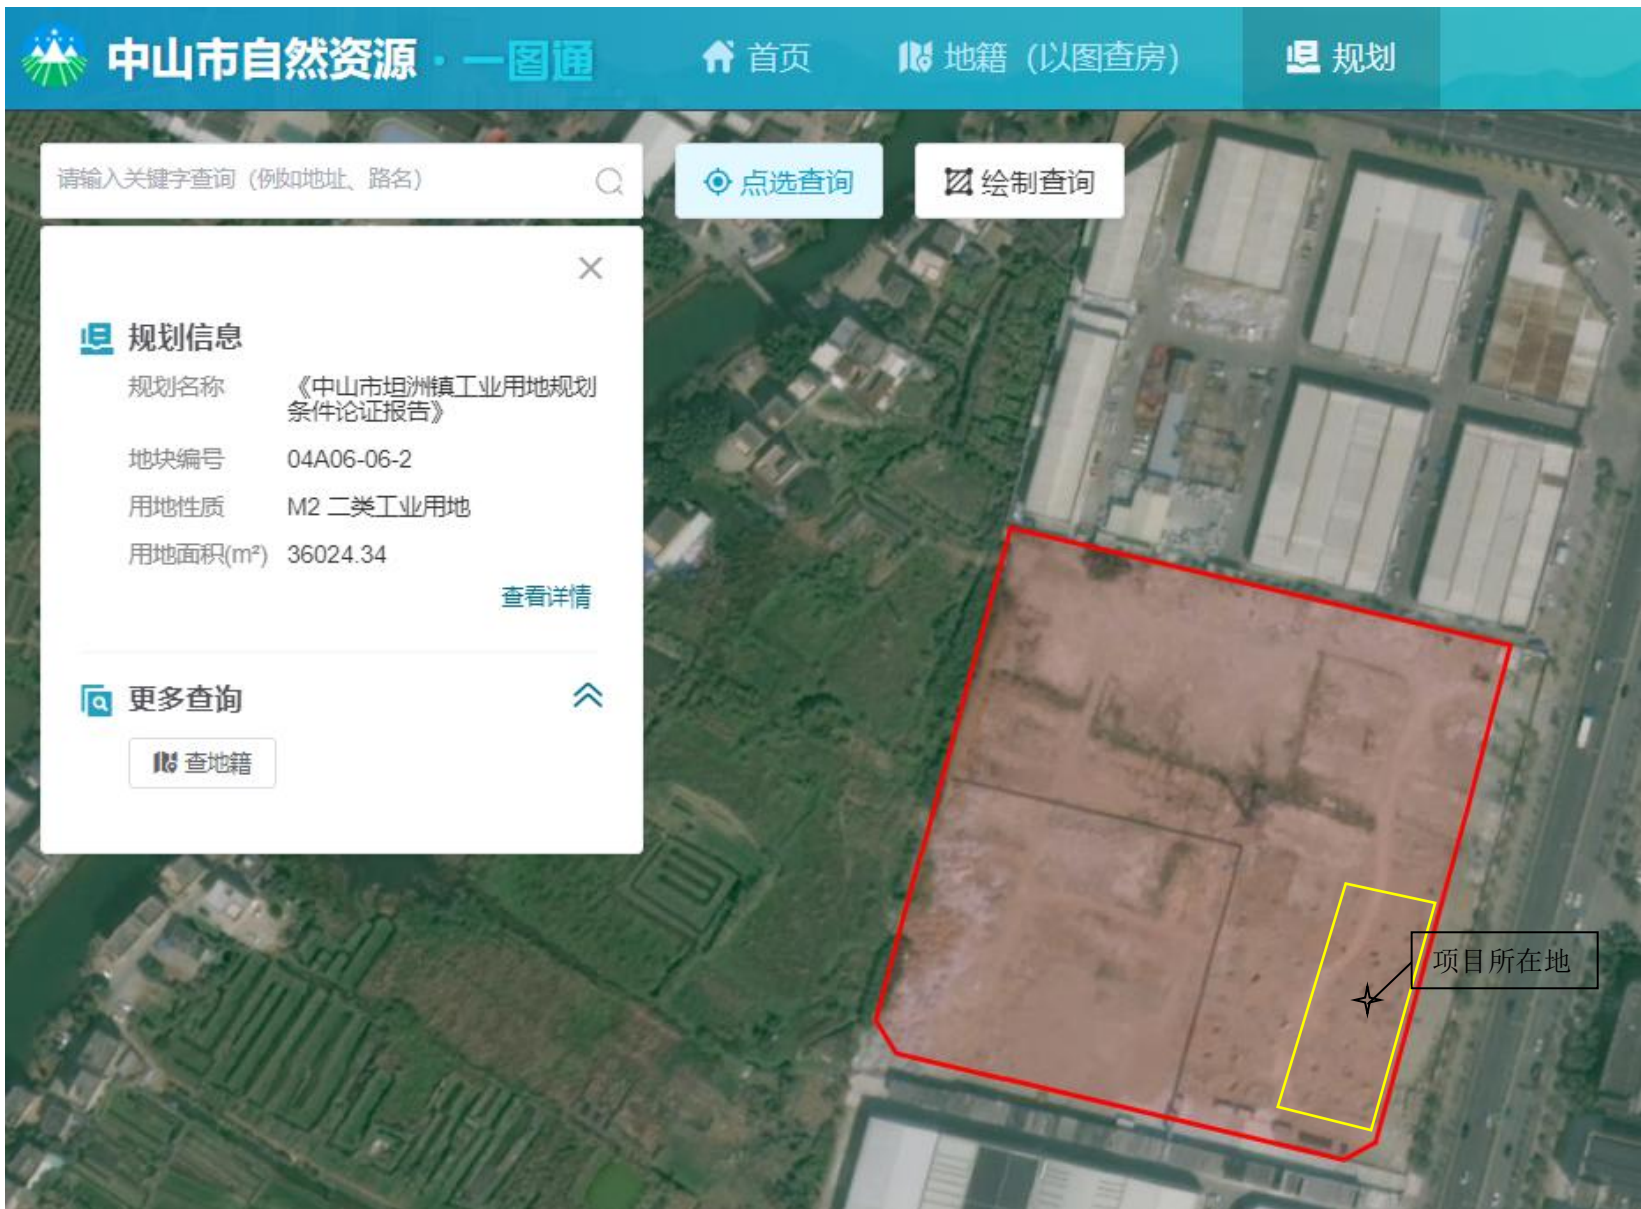 中山市自然资源·一图通
首页
地籍（以图查房）
规划
请输入关键字查询（例如地址、路名）
点选查询
绘制查询
规划信息
规划名称 《中山市坦洲镇工业用地规划
条件论证报告》
地块编号 04A06-06-2
用地性质 M2 二类工业用地
用地面积(m²) 36024.34
查看详情
更多查询
查地籍
项目所在地